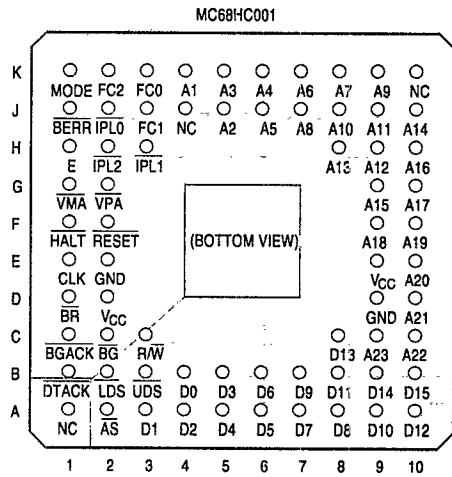 MC68HC001
K
MODE FC2 FC0 A1 A3 A4 A6 A7 A9 NC
J
BERR IPL0 FC1 NC A2 A5 A8 A10 A11 A14
H
E IPL2 IPL1 A13 A12 A16
G
VMA VPA A15 A17
F
HALT RESET (BOTTOM VIEW) A18 A19
E
CLK GND VCC A20
D
BR VCC GND A21
C
BGACK BG R/W D13 A23 A22
B
DTACK LDS UDS D0 D3 D6 D9 D11 D14 D15
A
NC AS D1 D2 D4 D5 D7 D8 D10 D12
1 2 3 4 5 6 7 8 9 10